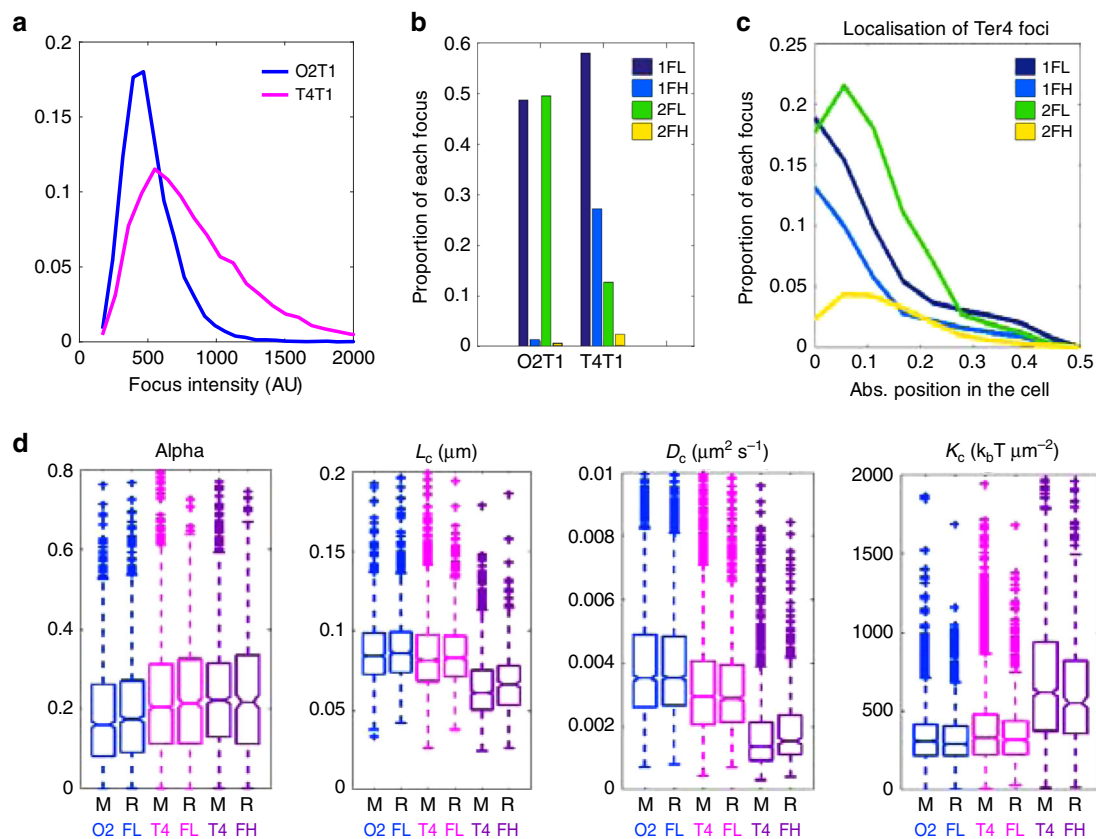 a
0.2
0.15
0.1
0.05
0
0 500 1000 1500 2000
Focus intensity (AU)
O2T1
T4T1
b
Proportion of each focus
0.6
0.5
0.4
0.3
0.2
0.1
0.0
O2T1 T4T1
1FL
1FH
2FL
2FH
c
Localisation of Ter4 foci
Proportion of each focus
0.25
0.2
0.15
0.1
0.05
0
0 0.1 0.2 0.3 0.4 0.5
Abs. position in the cell
1FL
1FH
2FL
2FH
d
Alpha
0.8
0.6
0.4
0.2
0
M R M R M R
O2 FL T4 FL T4 FH
Lc (μm)
0.2
0.15
0.1
0.05
0
M R M R M R
O2 FL T4 FL T4 FH
Dc (μm² s⁻¹)
0.01
0.008
0.006
0.004
0.002
0
M R M R M R
O2 FL T4 FL T4 FH
Kc (kbT μm⁻²)
2000
1500
1000
500
0
M R M R M R
O2 FL T4 FL T4 FH